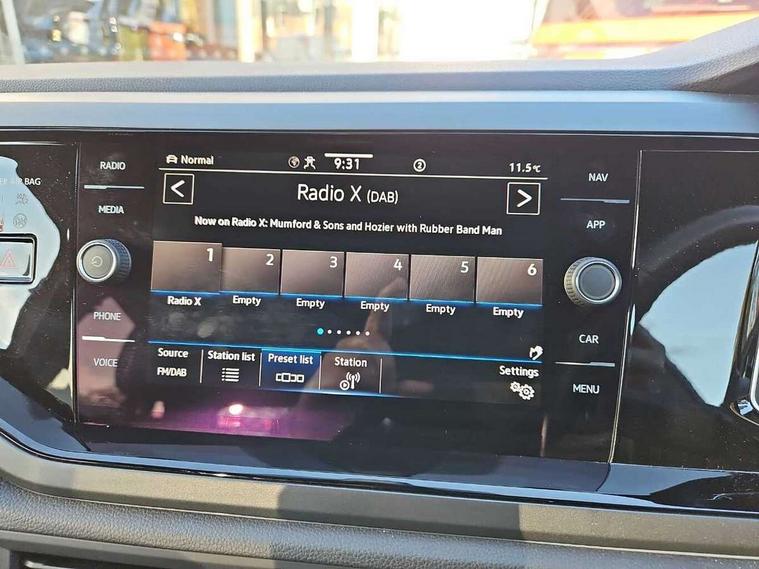 RADIO
MEDIA
PHONE
VOICE
Normal
9:31
2
11.5°C
Radio X (DAB)
Now on Radio X: Mumford & Sons and Hozier with Rubber Band Man
1 2 3 4 5 6
Radio X Empty Empty Empty Empty Empty
Source Station list Preset list Station Settings
FM/DAB
NAV
APP
CAR
MENU
BAG